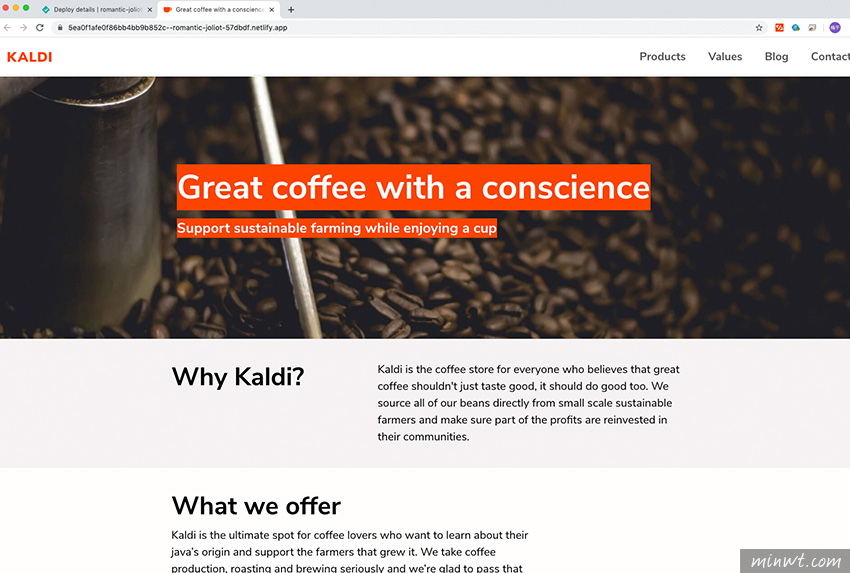 Deploy details | romantic-joliot
Great coffee with a conscience
5ea0f1afe0f86bb4bb9b852c--romantic-joliot-57dbdf.netlify.app
KALDI
Products
Values
Blog
Contact
Great coffee with a conscience
Support sustainable farming while enjoying a cup
Why Kaldi?
Kaldi is the coffee store for everyone who believes that great
coffee shouldn't just taste good, it should do good too. We
source all of our beans directly from small scale sustainable
farmers and make sure part of the profits are reinvested in
their communities.
What we offer
Kaldi is the ultimate spot for coffee lovers who want to learn about their
java's origin and support the farmers that grew it. We take coffee
production, roasting and brewing seriously and we're glad to pass that
minwt.com